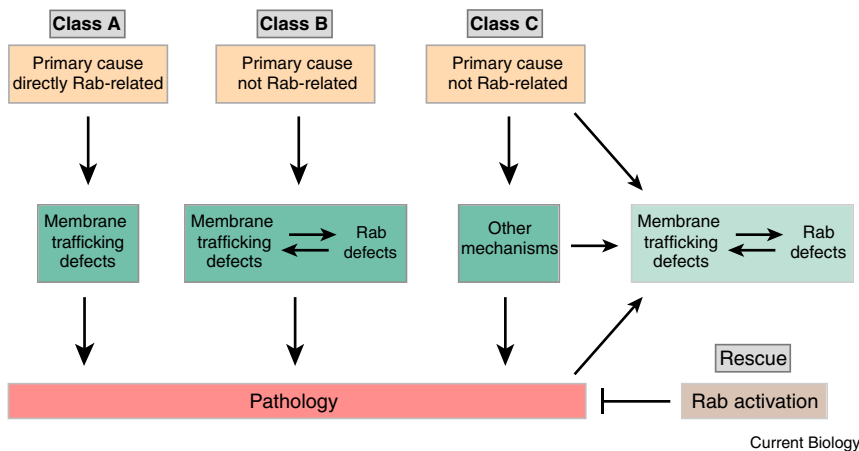 Class A
Class B
Class C
Primary cause
directly Rab-related
Primary cause
not Rab-related
Primary cause
not Rab-related
Membrane
trafficking
defects
Membrane
trafficking
defects
Rab
defects
Other
mechanisms
Membrane
trafficking
defects
Rab
defects
Rescue
Pathology
Rab activation
Current Biology